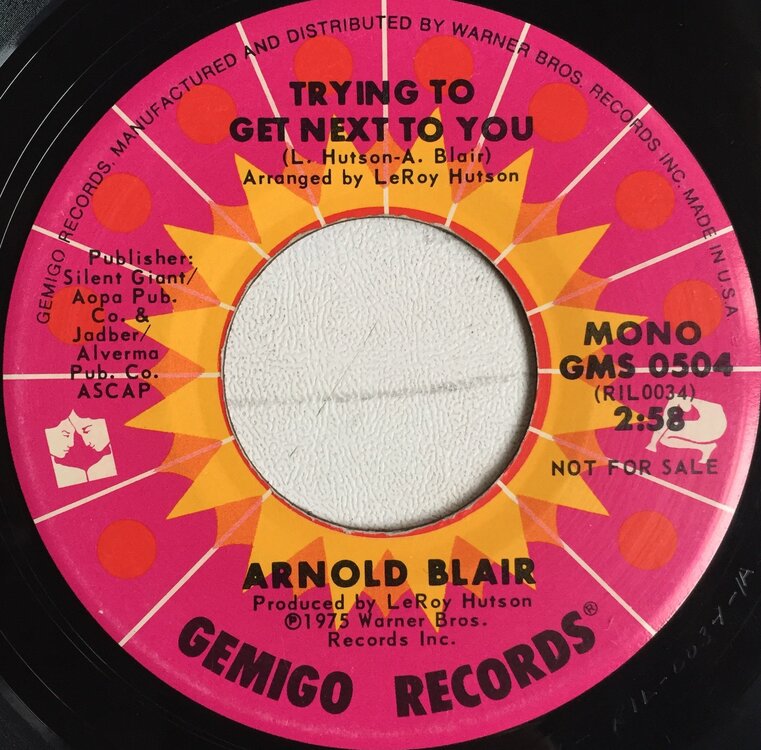 GEMIGO RECORDS. MANUFACTURED AND DISTRIBUTED BY WARNER BROS. RECORDS INC. MADE IN U.S.A
TRYING TO
GET NEXT TO YOU
(L. Hutson-A. Blair)
Arranged by LeRoy Hutson
Publisher:
Silent Giant/
Aopa Pub.
Co. &
Jadber/
Alverma
Pub. Co.
ASCAP
MONO
GMS 0504
(RIL0034)
2:58
NOT FOR SALE
ARNOLD BLAIR
Produced by LeRoy Hutson
℗1975 Warner Bros.
Records Inc.
GEMIGO RECORDS®